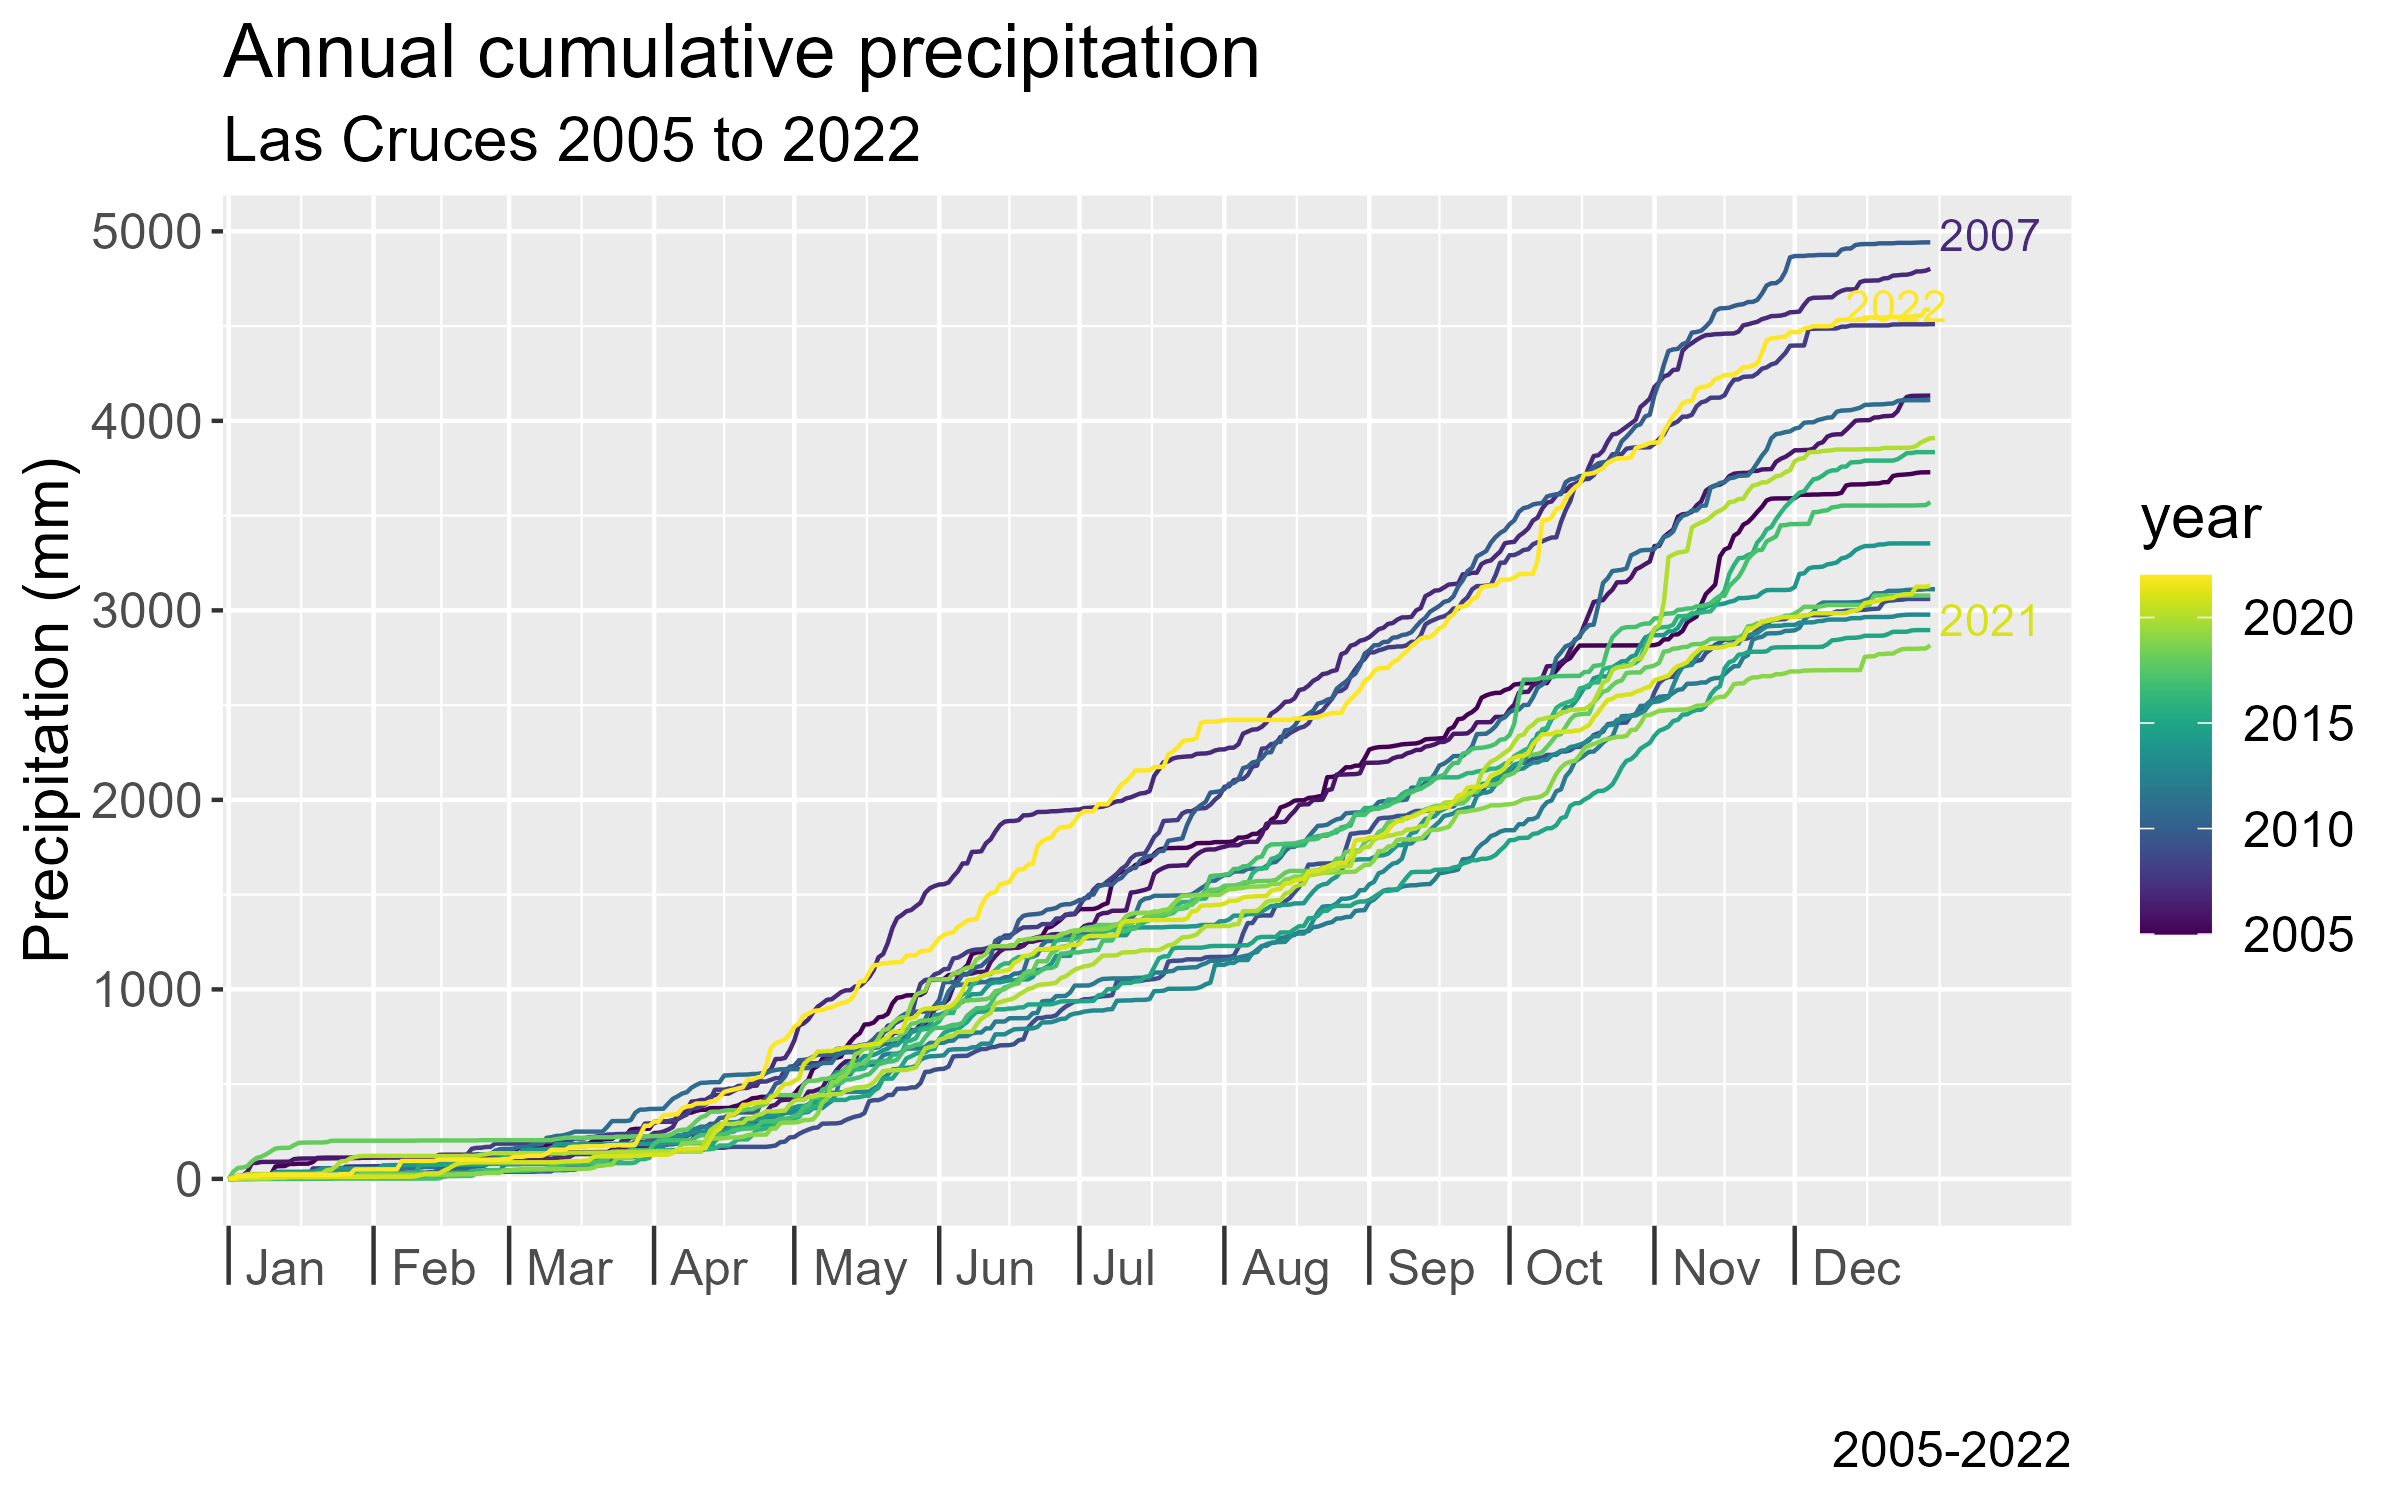 Annual cumulative precipitation
Las Cruces 2005 to 2022
Precipitation (mm)
5000
4000
3000
2000
1000
0
2007
2022
2021
Jan Feb Mar Apr May Jun Jul Aug Sep Oct Nov Dec
year
2020
2015
2010
2005
2005-2022